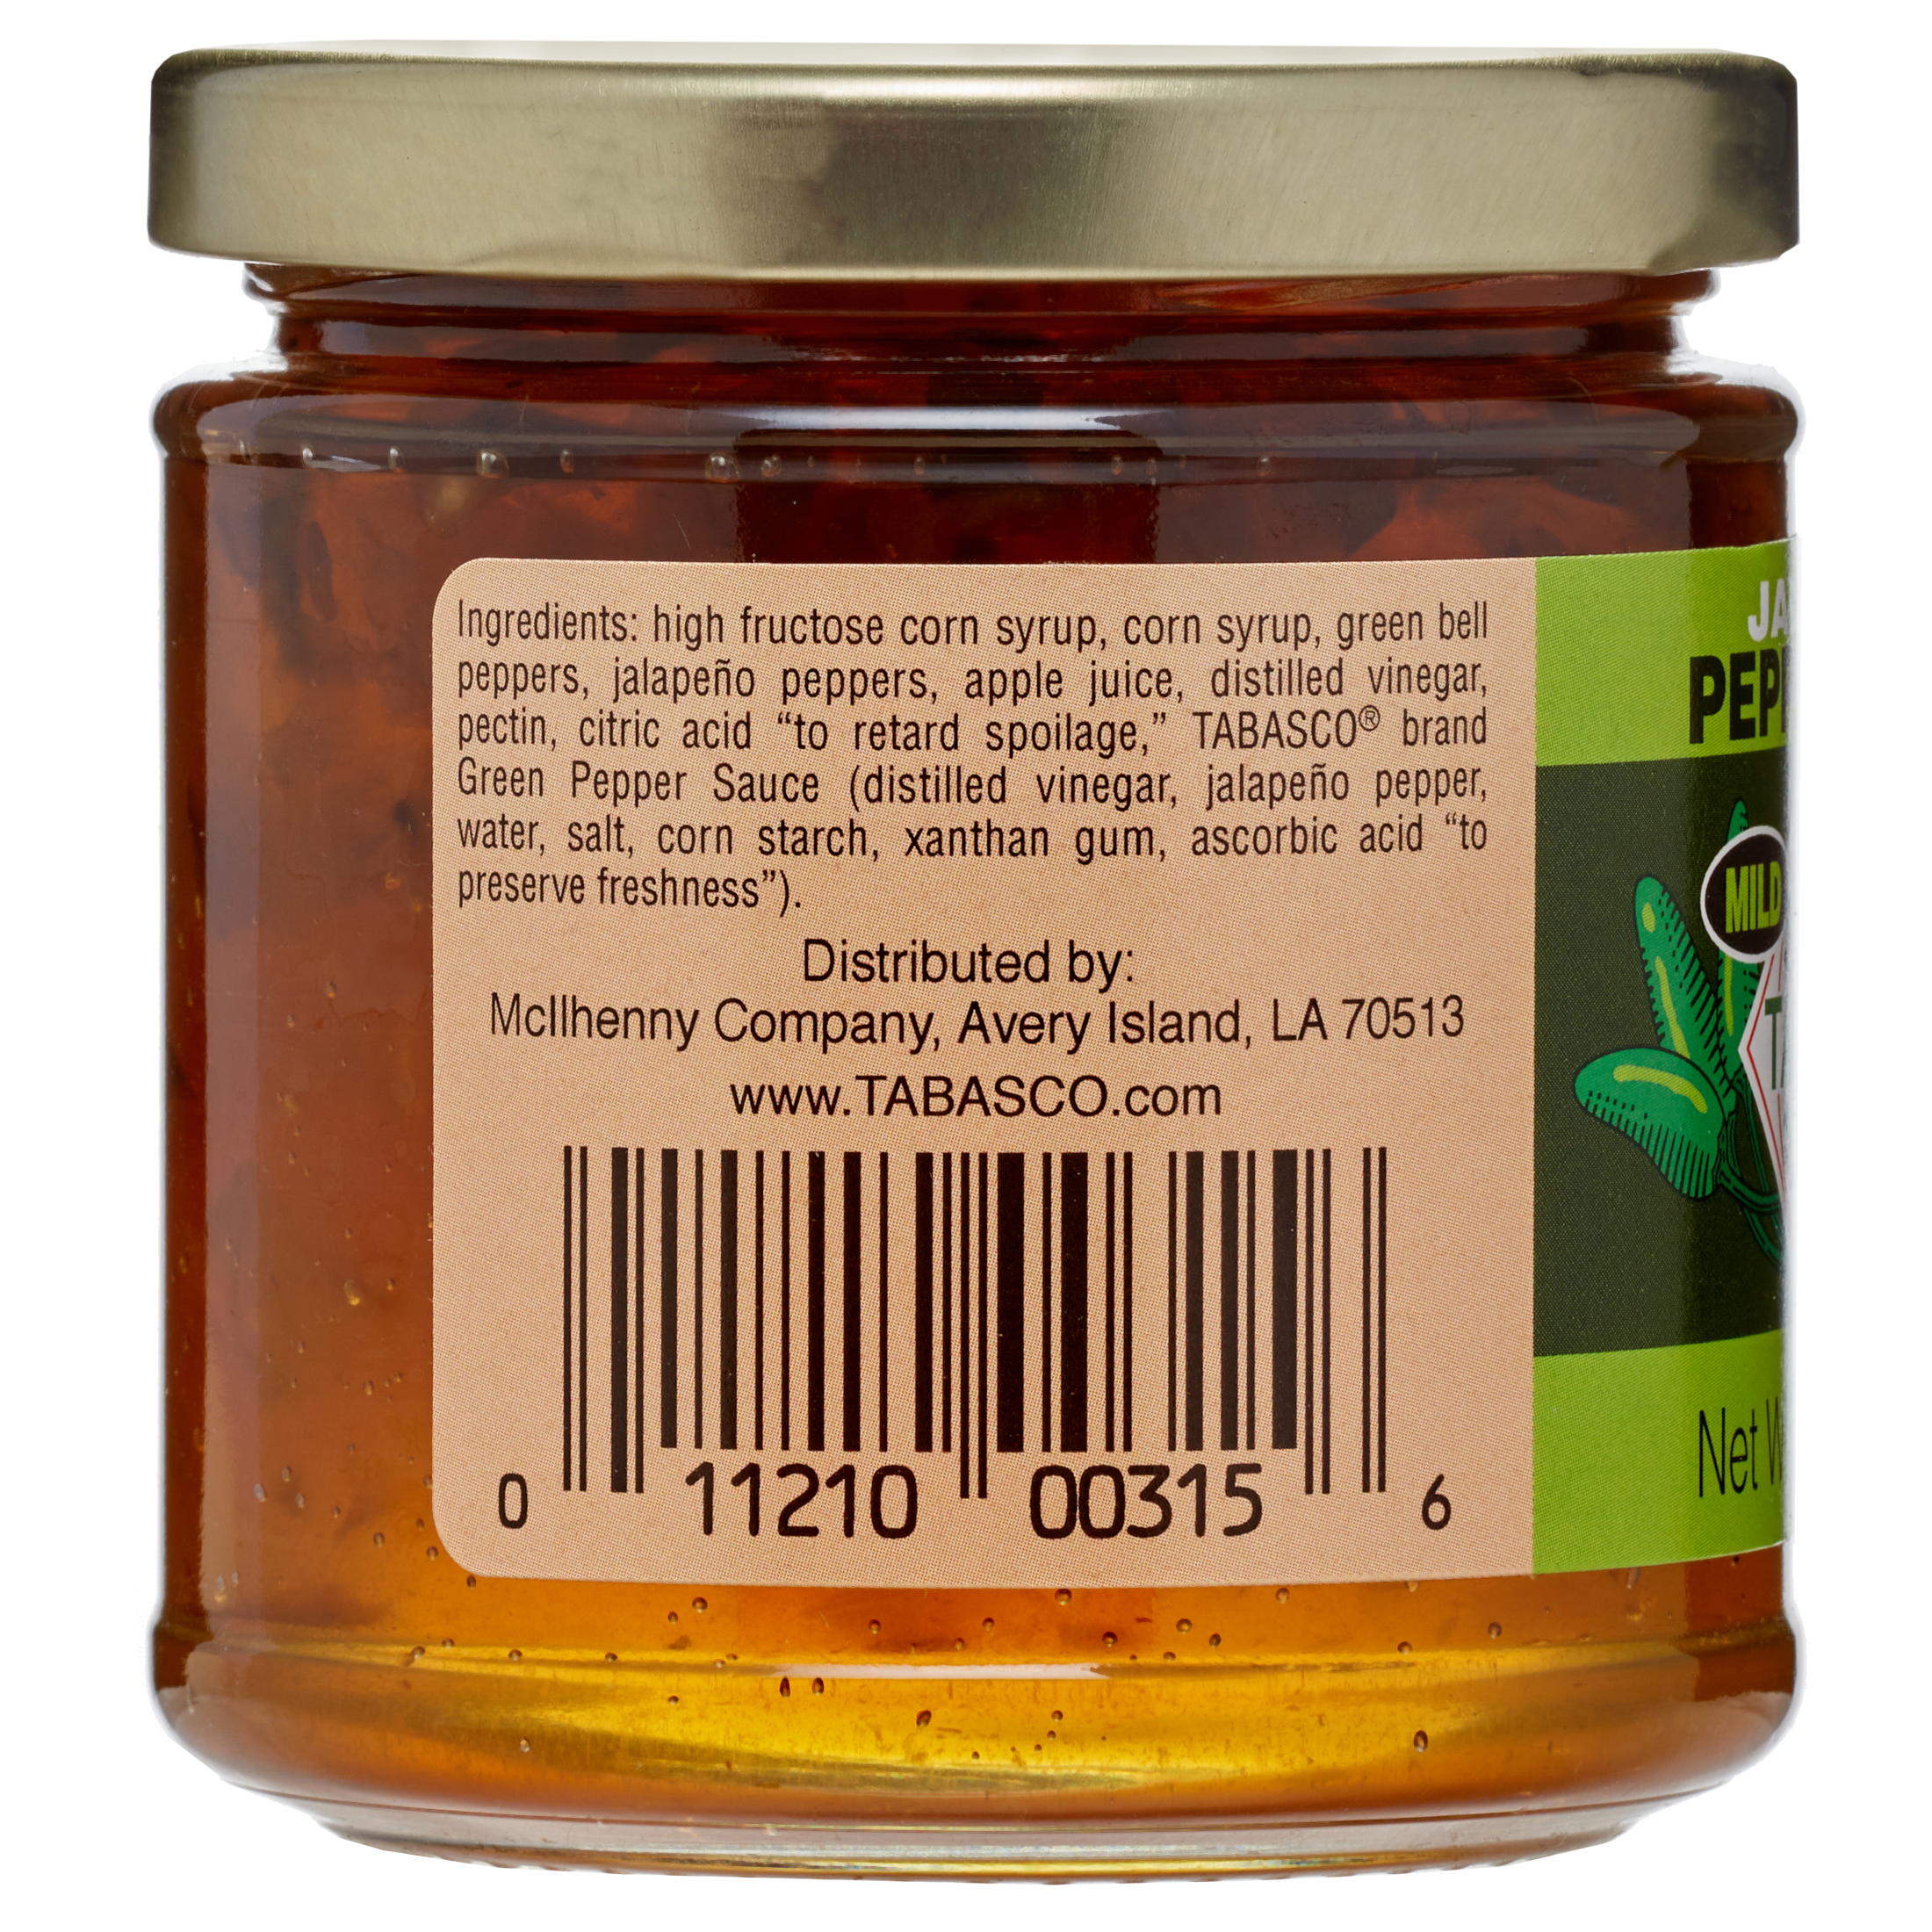 Ingredients: high fructose corn syrup, corn syrup, green bell
peppers, jalapeño peppers, apple juice, distilled vinegar,
pectin, citric acid “to retard spoilage,” TABASCO® brand
Green Pepper Sauce (distilled vinegar, jalapeño pepper,
water, salt, corn starch, xanthan gum, ascorbic acid “to
preserve freshness”).
Distributed by:
McIlhenny Company, Avery Island, LA 70513
www.TABASCO.com
0 11210 00315 6
MILD
Net